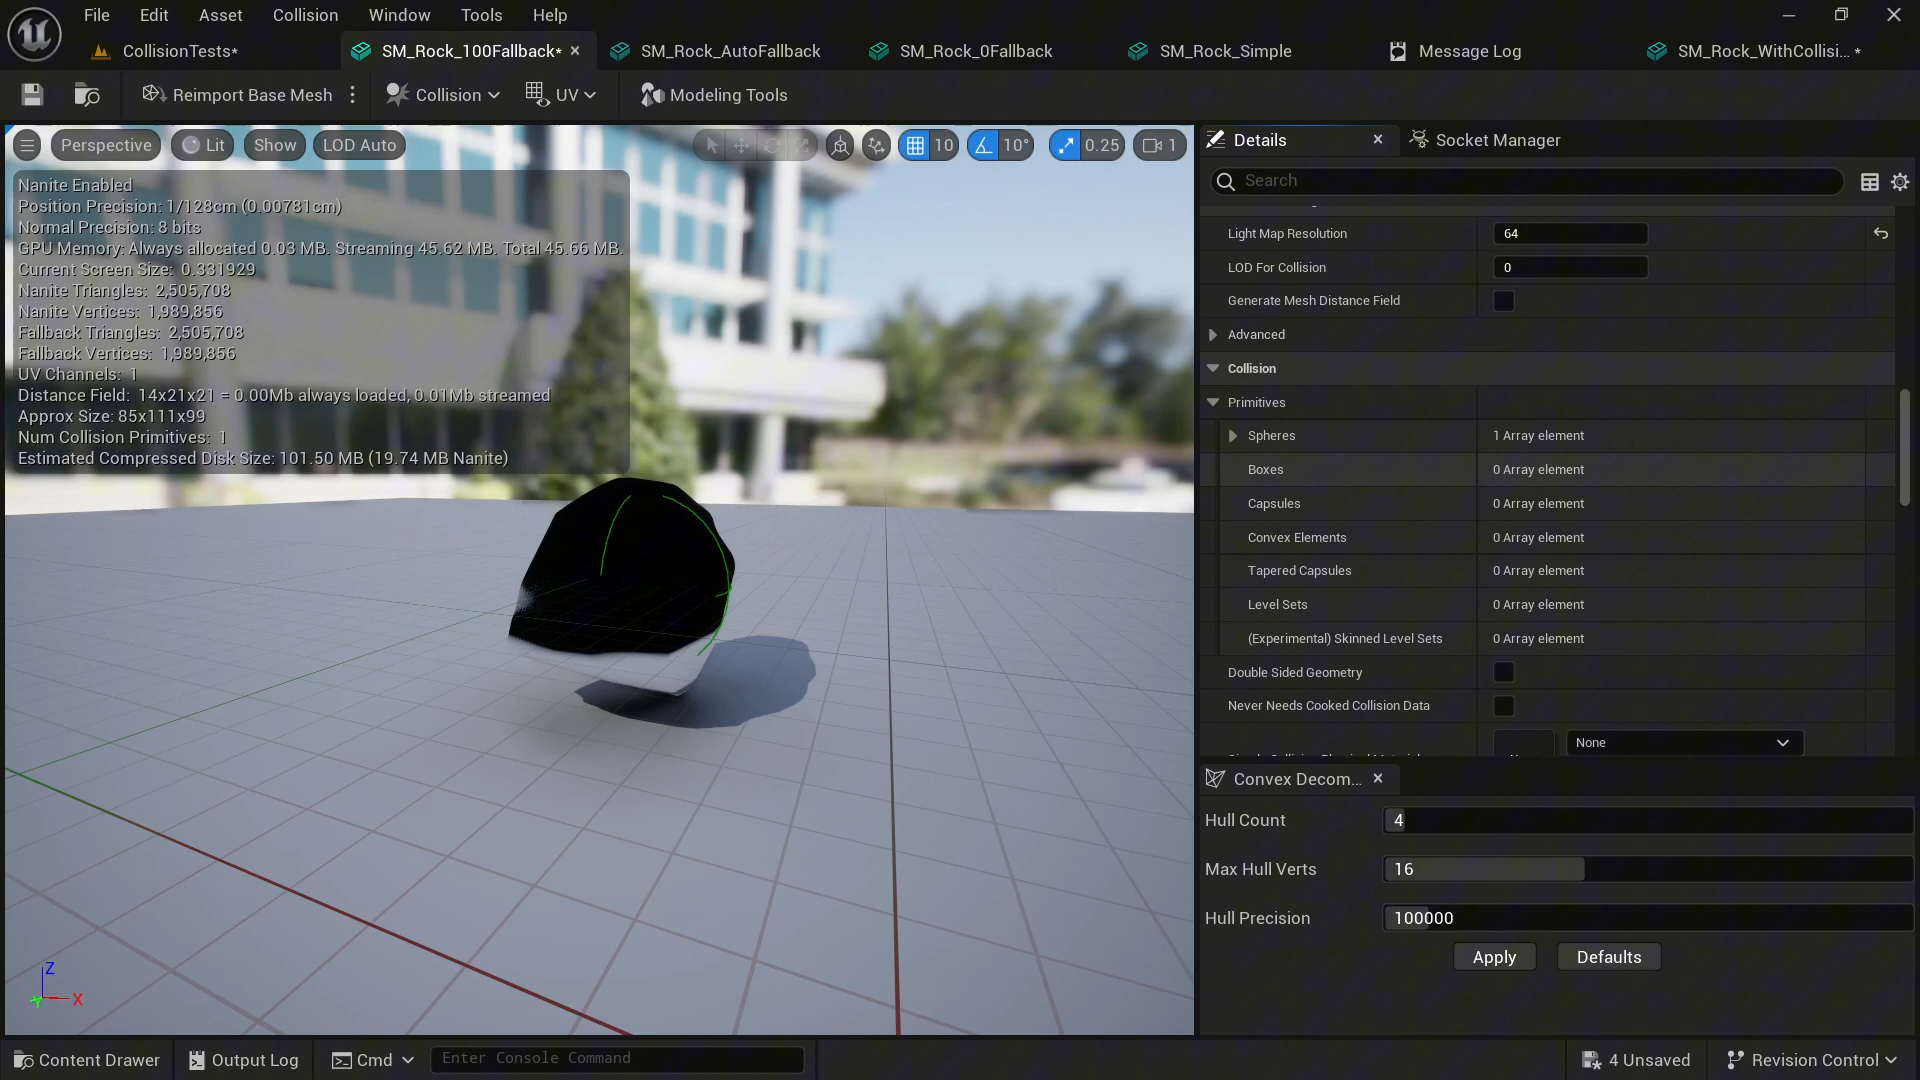 File Edit Asset Collision Window Tools Help
CollisionTests*
SM_Rock_100Fallback*
SM_Rock_AutoFallback
SM_Rock_0Fallback
SM_Rock_Simple
Message Log
SM_Rock_WithCollisi... *
Reimport Base Mesh
Collision
UV
Modeling Tools
Perspective
Lit
Show
LOD Auto
10
10°
0.25
1
Nanite Enabled
Position Precision: 1/128cm (0.00781cm)
Normal Precision: 8 bits
GPU Memory: Always allocated 0.03 MB. Streaming 45.62 MB. Total 45.66 MB.
Current Screen Size: 0.331929
Nanite Triangles: 2,505,708
Nanite Vertices: 1,989,856
Fallback Triangles: 2,505,708
Fallback Vertices: 1,989,856
UV Channels: 1
Distance Field: 14x21x21 = 0.00Mb always loaded, 0.01Mb streamed
Approx Size: 85x111x99
Num Collision Primitives: 1
Estimated Compressed Disk Size: 101.50 MB (19.74 MB Nanite)
Z
X
Y
Details
Socket Manager
Search
Light Map Resolution 64
LOD For Collision 0
Generate Mesh Distance Field
Advanced
Collision
Primitives
Spheres 1 Array element
Boxes 0 Array element
Capsules 0 Array element
Convex Elements 0 Array element
Tapered Capsules 0 Array element
Level Sets 0 Array element
(Experimental) Skinned Level Sets 0 Array element
Double Sided Geometry
Never Needs Cooked Collision Data
None
Convex Decom...
Hull Count 4
Max Hull Verts 16
Hull Precision 100000
Apply Defaults
Content Drawer
Output Log
Cmd
Enter Console Command
4 Unsaved
Revision Control